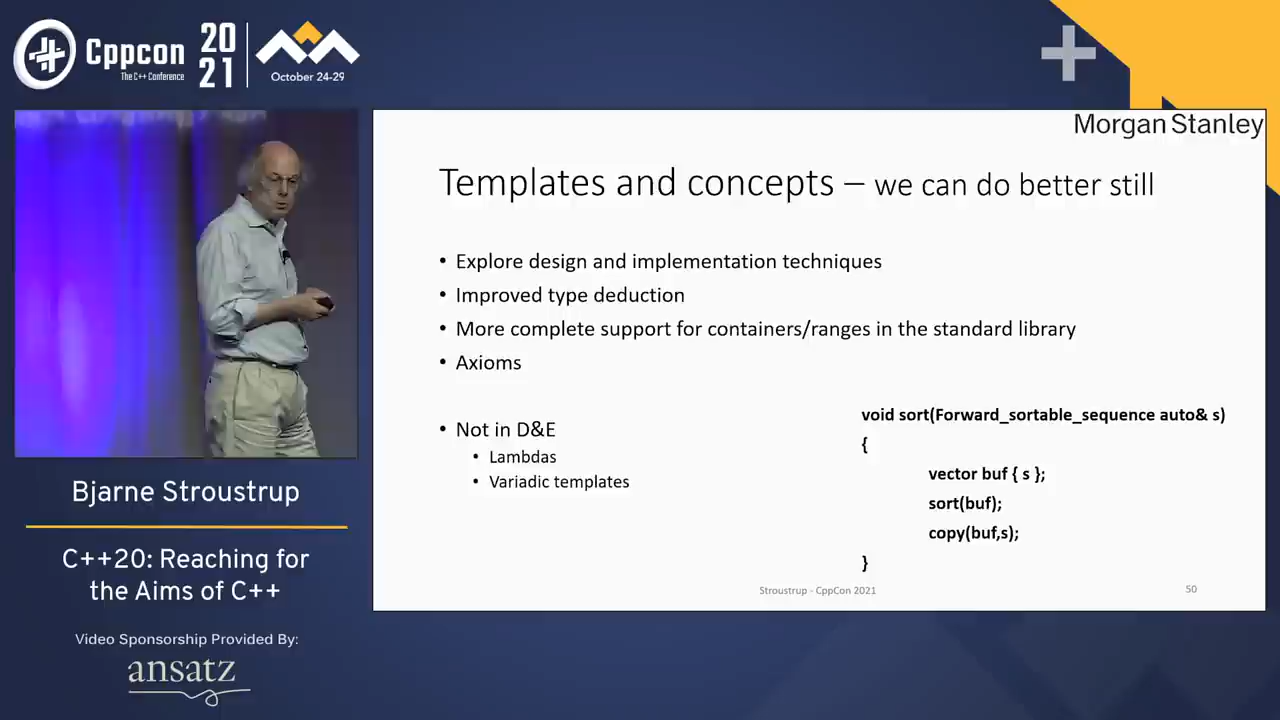 Cppcon
The C++ Conference
20
21
October 24-29
Morgan Stanley
Templates and concepts – we can do better still
• Explore design and implementation techniques
• Improved type deduction
• More complete support for containers/ranges in the standard library
• Axioms
• Not in D&E
• Lambdas
• Variadic templates
void sort(Forward_sortable_sequence auto& s)
{
vector buf { s };
sort(buf);
copy(buf,s);
}
Stroustrup - CppCon 2021
50
Bjarne Stroustrup
C++20: Reaching for
the Aims of C++
Video Sponsorship Provided By:
ansatz